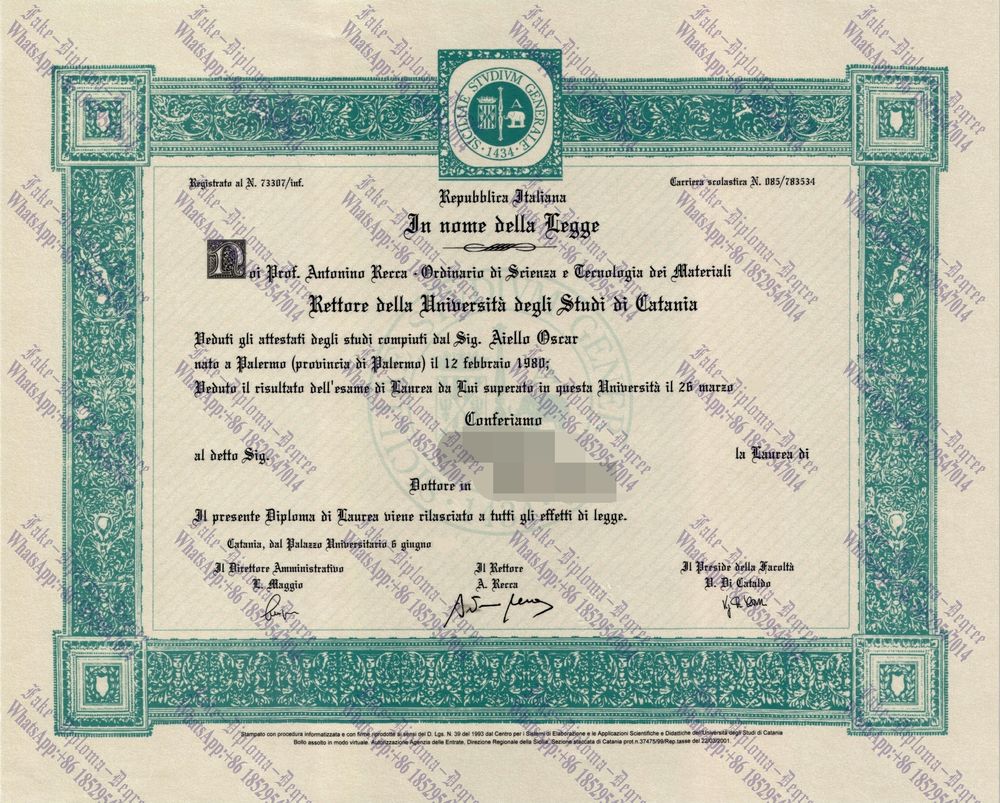 SICILIAE STVDIVM GENERALE
· 1434 ·
Registrato al N. 73307/inf.
Carriera scolastica N. 085/783534
Repubblica Italiana
In nome della Legge
Noi Prof. Antonino Recca - Ordinario di Scienza e Tecnologia dei Materiali
Rettore della Università degli Studi di Catania
Veduti gli attestati degli studi compiuti dal Sig. Aiello Oscar
nato a Palermo (provincia di Palermo) il 12 febbraio 1980;
Veduto il risultato dell'esame di Laurea da Lui superato in questa Università il 26 marzo
Conferiamo
al detto Sig.
la Laurea di
Dottore in
Il presente Diploma di Laurea viene rilasciato a tutti gli effetti di legge.
Catania, dal Palazzo Universitario 6 giugno
Il Direttore Amministrativo
L. Maggio
Il Rettore
A. Recca
Il Preside della Facoltà
V. Di Cataldo
Stampato con procedura informatizzata e con firme riprodotte ai sensi del D. Lgs. N. 39 del 1993 dal Centro per i Sistemi di Elaborazione e le Applicazioni Scientifiche e Didattiche dell'Università degli Studi di Catania
Bollo assolto in modo virtuale. Autorizzazione Agenzia delle Entrate, Direzione Regionale della Sicilia, Sezione staccata di Catania prot.n.37475/99/Rep.tasse del 22/03/2001.
Fake-Diploma-Degree
WhatsApp:+86 18529547014